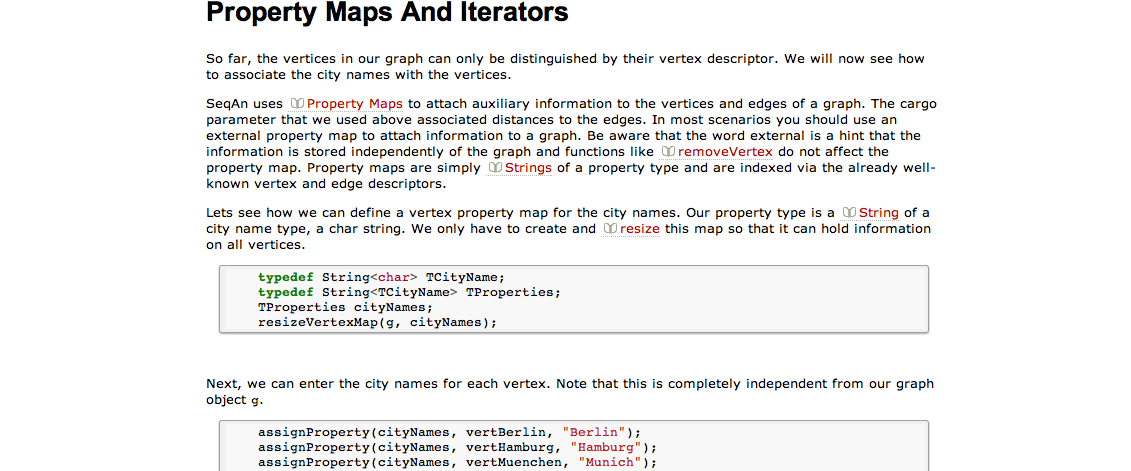 Property Maps And Iterators
So far, the vertices in our graph can only be distinguished by their vertex descriptor. We will now see how
to associate the city names with the vertices.
SeqAn uses Property Maps to attach auxiliary information to the vertices and edges of a graph. The cargo
parameter that we used above associated distances to the edges. In most scenarios you should use an
external property map to attach information to a graph. Be aware that the word external is a hint that the
information is stored independently of the graph and functions like removeVertex do not affect the
property map. Property maps are simply Strings of a property type and are indexed via the already well-
known vertex and edge descriptors.
Lets see how we can define a vertex property map for the city names. Our property type is a String of a
city name type, a char string. We only have to create and resize this map so that it can hold information
on all vertices.
typedef String<char> TCityName;
typedef String<TCityName> TProperties;
TProperties cityNames;
resizeVertexMap(g, cityNames);
Next, we can enter the city names for each vertex. Note that this is completely independent from our graph
object g.
assignProperty(cityNames, vertBerlin, "Berlin");
assignProperty(cityNames, vertHamburg, "Hamburg");
assignProperty(cityNames, vertMuenchen, "Munich");